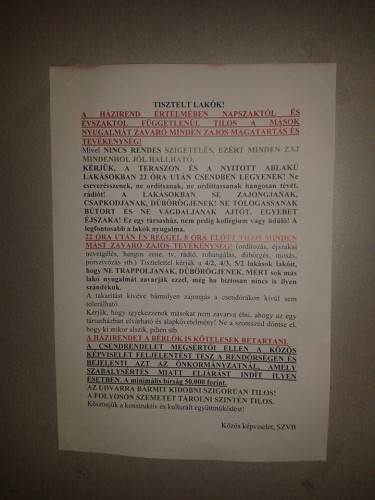 TISZTELT LAKÓK!
A HÁZIREND ÉRTELMÉBEN NAPSZAKTÓL ÉS
ÉVSZAKTÓL FÜGGETLENÜL TILOS A MÁSOK
NYUGALMÁT ZAVARÓ MINDEN ZAJOS MAGATARTÁS ÉS
TEVÉKENYSÉG!
Mivel NINCS RENDES SZIGETELÉS, EZÉRT MINDEN ZAJ
MINDENHOL JÓL HALLHATÓ.
KÉRJÜK, A TERASZON ÉS A NYITOTT ABLAKÚ
LAKÁSOKBAN 22 ÓRA UTÁN CSENDBEN LEGYENEK! Ne
cseverésszenek, ne ordítsanak, ne ordíttassanak hangosan tévét,
rádiót! A LAKÁSOKBAN SE ZAJONGJANAK,
CSAPKODJANAK, DÜBÖRÖGJENEK! NE TOLOGASSANAK
BÚTORT ÉS NE VAGDALJANAK AJTÓT, EGYEBET
ÉJSZAKA! Ez egy társasház, nem pedig kollégium vagy üdülő! A
legfontosabb a lakók nyugalma.
22 ÓRA UTÁN ÉS REGGEL 8 ÓRA ELŐTT TILOS MINDEN
MÁST ZAVARÓ ZAJOS TEVÉKENYSÉG! (ordítozás, éjszakai
nevetgélés, hangos zene, tv, rádió, rohangálás, dübörgés, mosás,
porszívózás stb.) Tisztelettel kérjük a 4/2, 4/3, 5/2 lakások lakóit,
hogy NE TRAPPOLJANAK, DÜBÖRÖGJENEK, MERT sok más
lakó nyugalmát zavarják ezzel, még ha biztosan nincs is ilyen
szándékuk.
A takarítást kivéve bármilyen zajongás a csendórákon kívül sem
tolerálható.
Kérjük, hogy igyekezzenek másokat nem zavarva élni, ahogy az egy
társasházban elvárható és alapkövetelmény! Ne a szomszéd döntse el,
hogy ki mikor alszik, pihen stb.
A HÁZIRENDET A BÉRLŐK IS KÖTELESEK BETARTANI.
A CSENDRENDELET MEGSÉRTŐI ELLEN A KÖZÖS
KÉPVISELET FELJELENTÉST TESZ A RENDŐRSÉGEN ÉS
BEJELENTI AZT AZ ÖNKORMÁNYZATNÁL, AMELY
SZABÁLYSÉRTÉS MIATT ELJÁRÁST INDÍT ILYEN
ESETBEN. A minimális bírság 50.000 forint.
AZ UDVARRA BÁRMIT KIDOBNI SZIGORÚAN TILOS!
A FOLYOSÓN SZEMETET TÁROLNI SZINTÉN TILOS.
Köszönjük a konstruktív és kulturált együttműködést!
Közös képviselet, SZVB